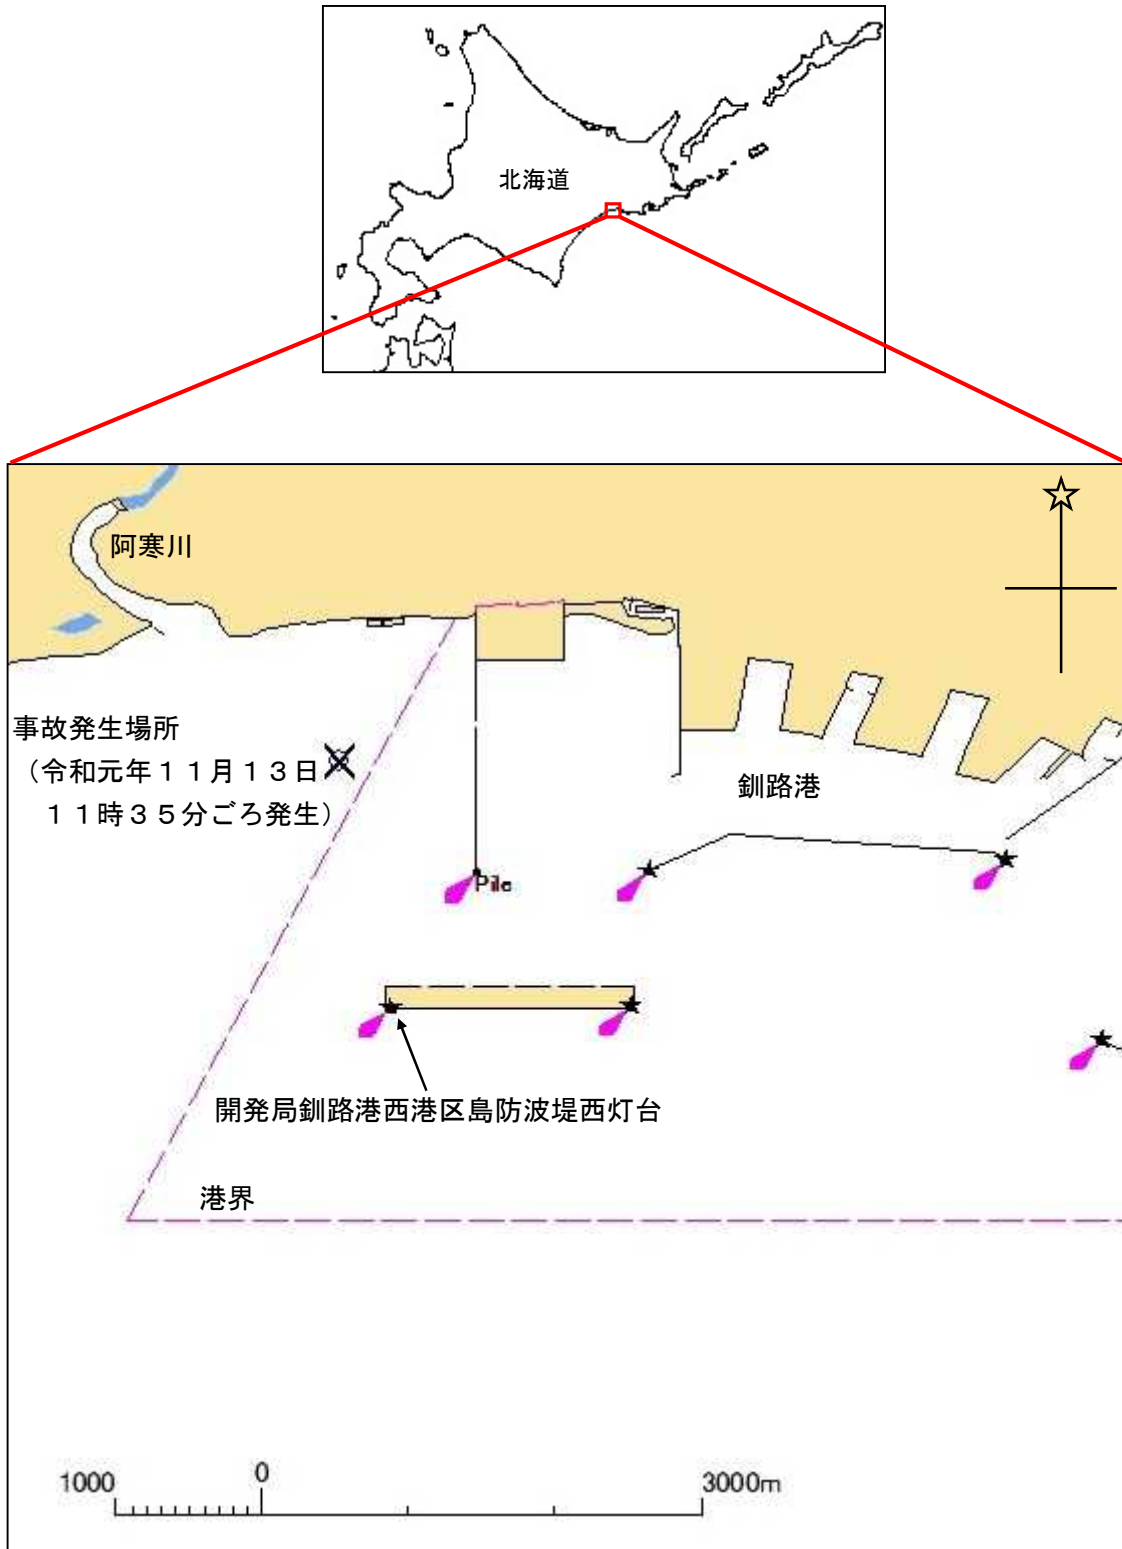 北海道
阿寒川
事故発生場所
（令和元年１１月１３日
１１時３５分ごろ発生）
釧路港
Pile
開発局釧路港西港区島防波堤西灯台
港界
1000 0 3000m